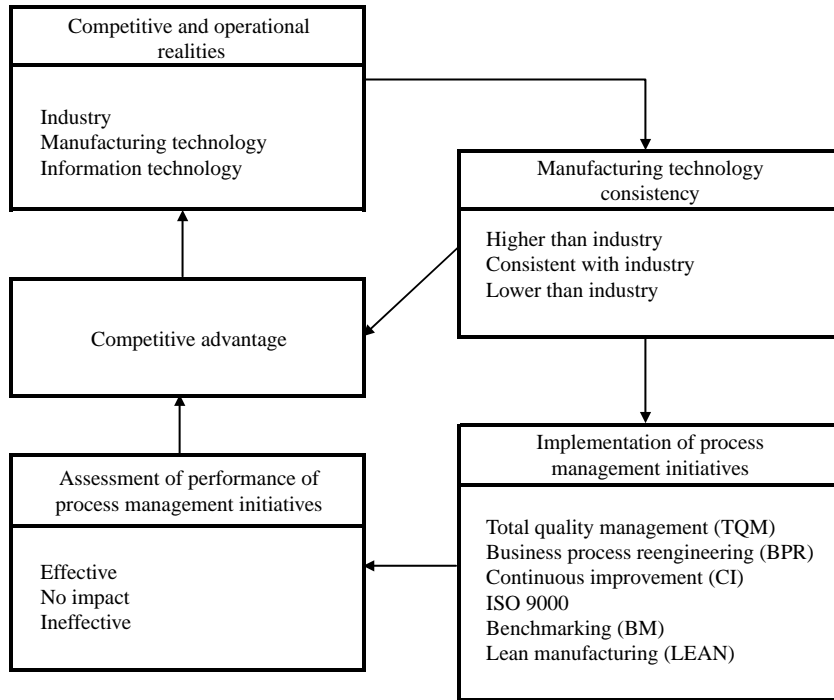 Competitive and operational
realities
Industry
Manufacturing technology
Information technology
Manufacturing technology
consistency
Higher than industry
Consistent with industry
Lower than industry
Competitive advantage
Implementation of process
management initiatives
Total quality management (TQM)
Business process reengineering (BPR)
Continuous improvement (CI)
ISO 9000
Benchmarking (BM)
Lean manufacturing (LEAN)
Assessment of performance of
process management initiatives
Effective
No impact
Ineffective